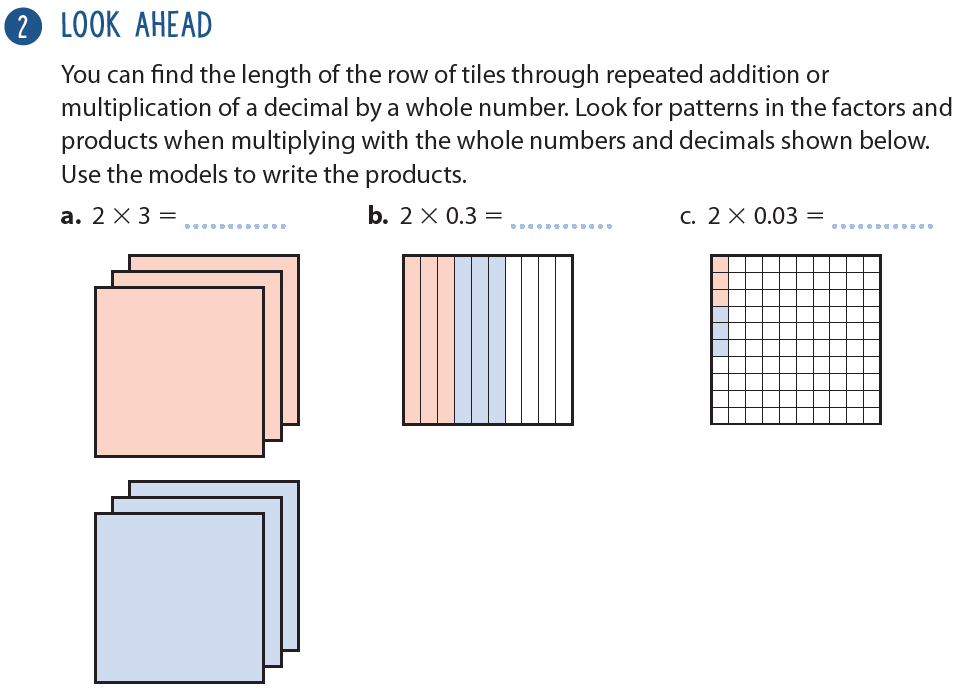 2 LOOK AHEAD
You can find the length of the row of tiles through repeated addition or
multiplication of a decimal by a whole number. Look for patterns in the factors and
products when multiplying with the whole numbers and decimals shown below.
Use the models to write the products.
a. 2 × 3 = ............ b. 2 × 0.3 = ............ c. 2 × 0.03 = ............